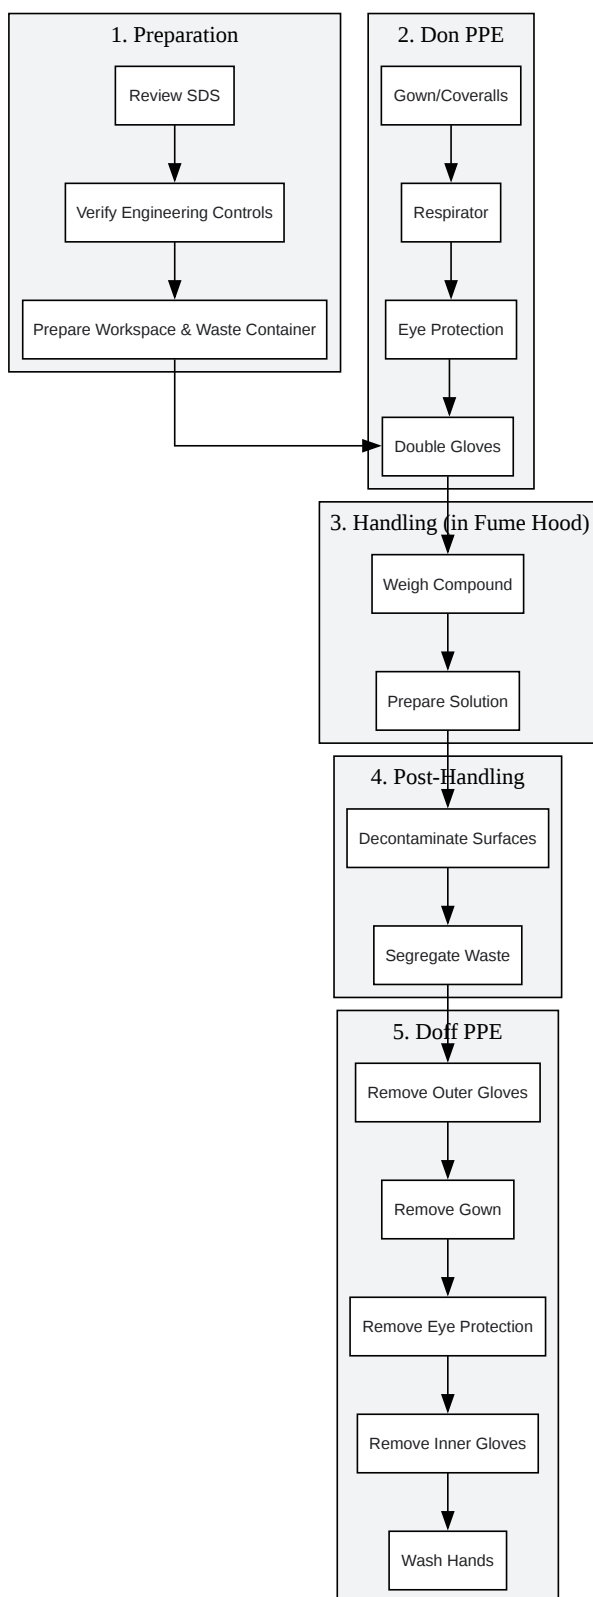 1. Preparation
Review SDS
Verify Engineering Controls
Prepare Workspace & Waste Container
2. Don PPE
Gown/Coveralls
Respirator
Eye Protection
Double Gloves
3. Handling (in Fume Hood)
Weigh Compound
Prepare Solution
4. Post-Handling
Decontaminate Surfaces
Segregate Waste
5. Doff PPE
Remove Outer Gloves
Remove Gown
Remove Eye Protection
Remove Inner Gloves
Wash Hands